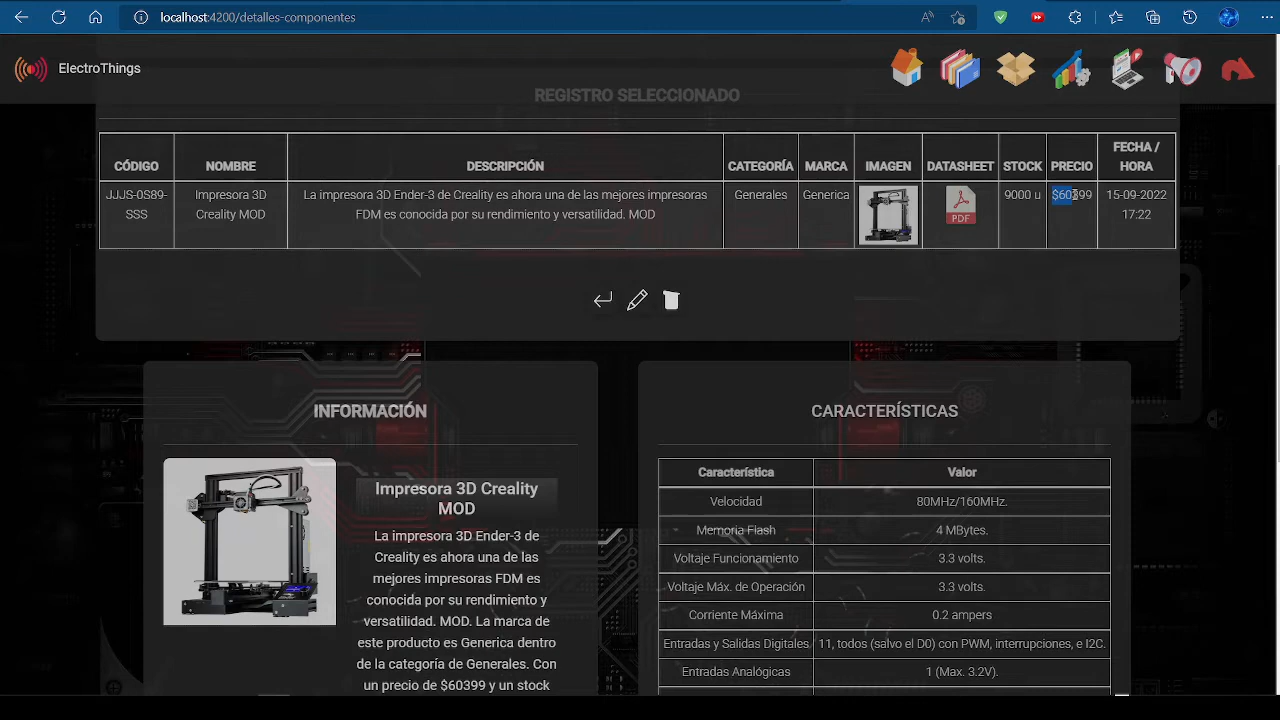 localhost:4200/detalles-componentes
ElectroThings
REGISTRO SELECCIONADO
CÓDIGO NOMBRE DESCRIPCIÓN CATEGORÍA MARCA IMAGEN DATASHEET STOCK PRECIO FECHA / HORA
JJJS-0S89-SSS
Impresora 3D
Creality MOD
La impresora 3D Ender-3 de Creality es ahora una de las mejores impresoras
FDM es conocida por su rendimiento y versatilidad. MOD
Generales
Generica
PDF
9000 u
$60399
15-09-2022
17:22
INFORMACIÓN
Impresora 3D Creality
MOD
La impresora 3D Ender-3 de
Creality es ahora una de las
mejores impresoras FDM es
conocida por su rendimiento y
versatilidad. MOD. La marca de
este producto es Generica dentro
de la categoría de Generales. Con
un precio de $60399 y un stock
CARACTERÍSTICAS
Característica Valor
Velocidad 80MHz/160MHz.
Memoria Flash 4 MBytes.
Voltaje Funcionamiento 3.3 volts.
Voltaje Máx. de Operación 3.3 volts.
Corriente Máxima 0.2 ampers
Entradas y Salidas Digitales 11, todos (salvo el D0) con PWM, interrupciones, e I2C.
Entradas Analógicas 1 (Max. 3.2V).